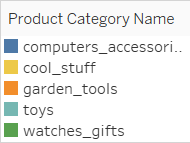 Product Category Name
computers_accessori..
cool_stuff
garden_tools
toys
watches_gifts